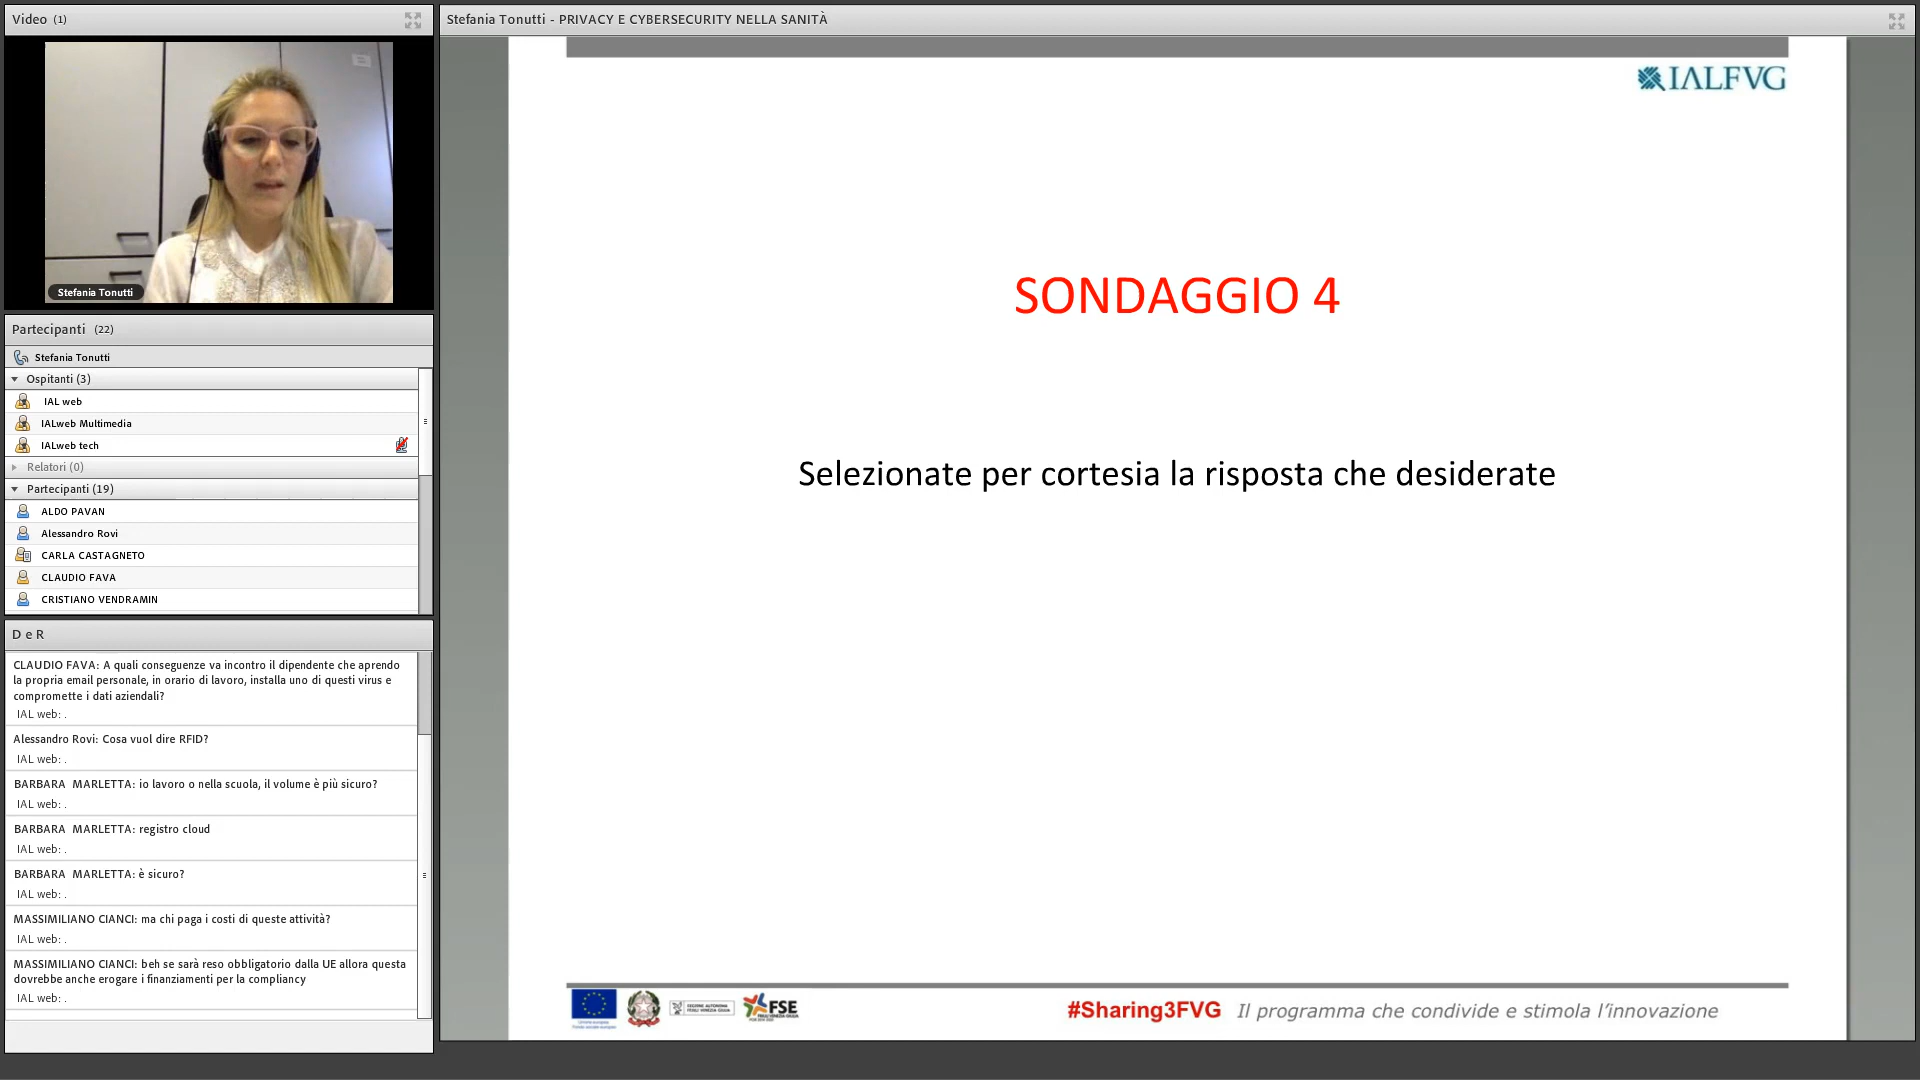 Video (1)
Stefania Tonutti
Partecipanti (22)
Stefania Tonutti
Ospitanti (3)
IAL web
IALweb Multimedia
IALweb tech
Relatori (0)
Partecipanti (19)
ALDO PAVAN
Alessandro Rovi
CARLA CASTAGNETO
CLAUDIO FAVA
CRISTIANO VENDRAMIN
D e R
CLAUDIO FAVA: A quali conseguenze va incontro il dipendente che aprendo
la propria email personale, in orario di lavoro, installa uno di questi virus e
compromette i dati aziendali?
IAL web: .
Alessandro Rovi: Cosa vuol dire RFID?
IAL web: .
BARBARA MARLETTA: io lavoro o nella scuola, il volume è più sicuro?
IAL web: .
BARBARA MARLETTA: registro cloud
IAL web: .
BARBARA MARLETTA: è sicuro?
IAL web: .
MASSIMILIANO CIANCI: ma chi paga i costi di queste attività?
IAL web: .
MASSIMILIANO CIANCI: beh se sarà reso obbligatorio dalla UE allora questa
dovrebbe anche erogare i finanziamenti per la compliancy
IAL web: .
Stefania Tonutti - PRIVACY E CYBERSECURITY NELLA SANITÀ
IALFVG
SONDAGGIO 4
Selezionate per cortesia la risposta che desiderate
FSE
#Sharing3FVG Il programma che condivide e stimola l'innovazione